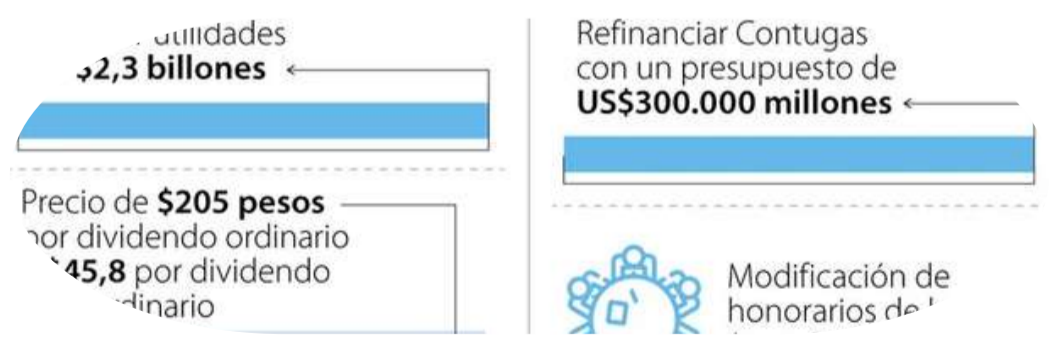 utilidades
$2,3 billones
Precio de $205 pesos
por dividendo ordinario
$45,8 por dividendo
Refinanciar Contugas
con un presupuesto de
US$300.000 millones
Modificación de
honorarios de